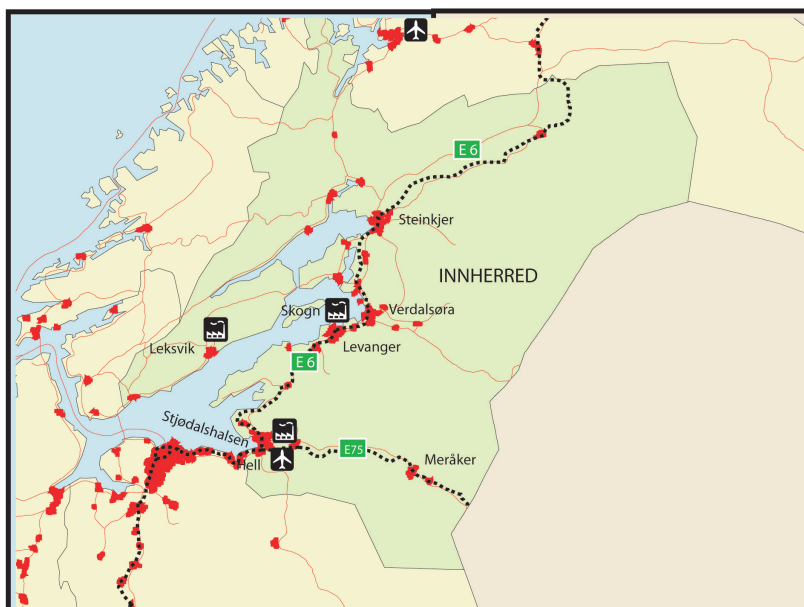 E 6
Steinkjer
INNHERRED
Skogn
Verdalsøra
Leksvik
Levanger
E 6
Stjødalshalsen
E75
Hell
Meråker